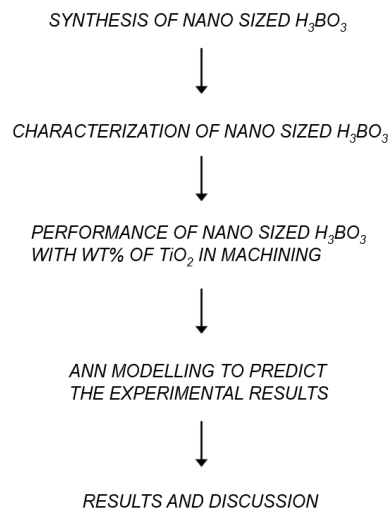 SYNTHESIS OF NANO SIZED H₃BO₃
CHARACTERIZATION OF NANO SIZED H₃BO₃
PERFORMANCE OF NANO SIZED H₃BO₃
WITH WT% OF TiO₂ IN MACHINING
ANN MODELLING TO PREDICT
THE EXPERIMENTAL RESULTS
RESULTS AND DISCUSSION